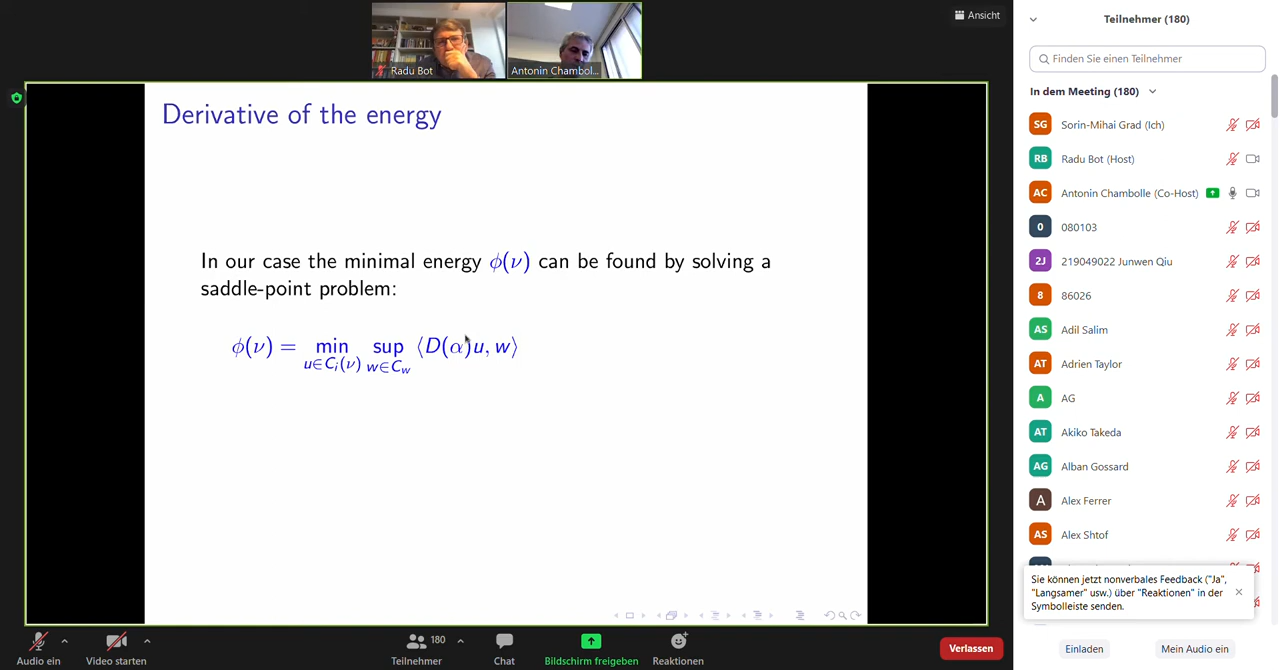 Ansicht
Radu Bot
Antonin Chambol...
Derivative of the energy
In our case the minimal energy ϕ(ν) can be found by solving a
saddle-point problem:
ϕ(ν) = min sup ⟨D(α)u, w⟩
u∈Cᵢ(ν) w∈C_w
Audio ein
Video starten
180
Teilnehmer
Chat
Bildschirm freigeben
Reaktionen
Verlassen
Teilnehmer (180)
Finden Sie einen Teilnehmer
In dem Meeting (180)
SG Sorin-Mihai Grad (Ich)
RB Radu Bot (Host)
AC Antonin Chambolle (Co-Host)
0 080103
2J 219049022 Junwen Qiu
8 86026
AS Adil Salim
AT Adrien Taylor
A AG
AT Akiko Takeda
AG Alban Gossard
A Alex Ferrer
AS Alex Shtof
Sie können jetzt nonverbales Feedback ("Ja",
"Langsamer" usw.) über "Reaktionen" in der
Symbolleiste senden.
Einladen
Mein Audio ein